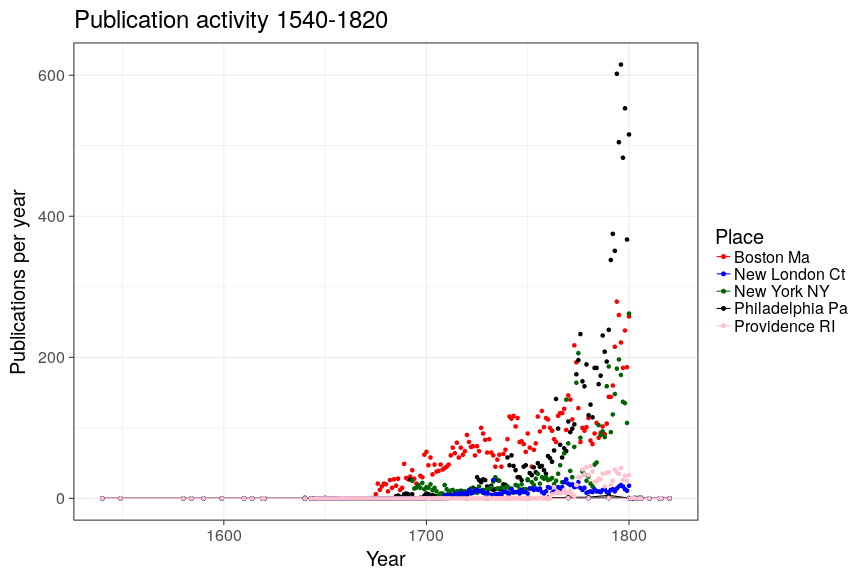 Publication activity 1540-1820
Publications per year
600
400
200
0
1600
1700
1800
Year
Place
Boston Ma
New London Ct
New York NY
Philadelphia Pa
Providence RI